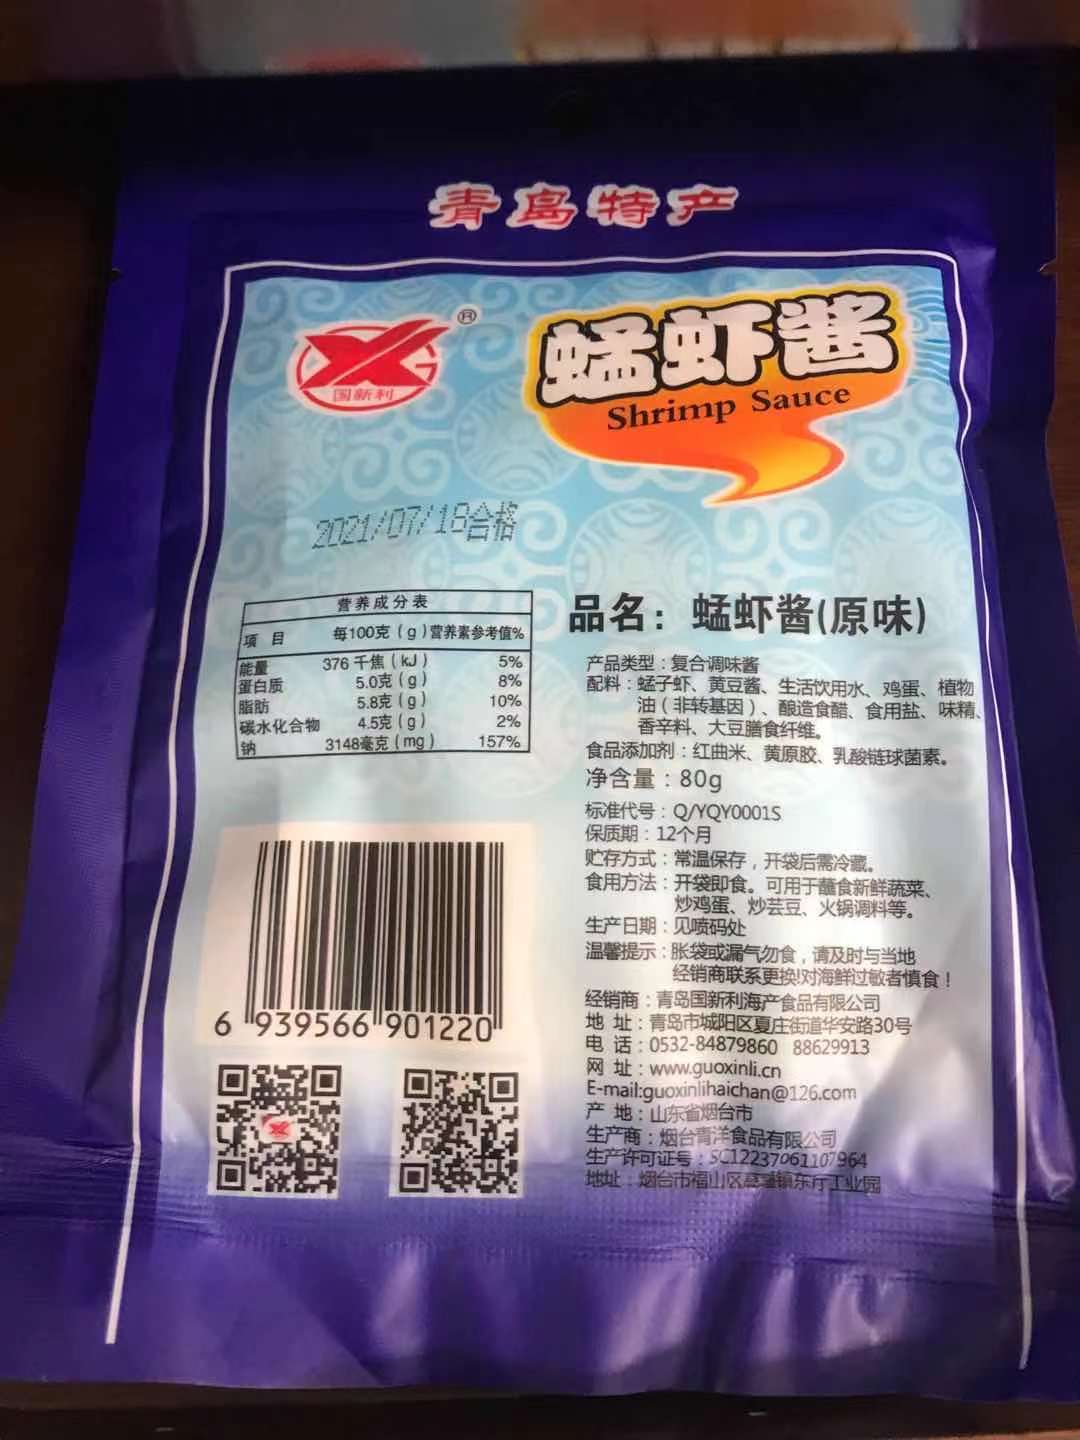 青岛特产
®
国新利
蜢虾酱
Shrimp Sauce
2021/07/18合格
营养成分表
项 目 每100克(g) 营养素参考值%
能量 376 千焦(kJ) 5%
蛋白质 5.0克(g) 8%
脂肪 5.8克(g) 10%
碳水化合物 4.5克(g) 2%
钠 3148毫克(mg) 157%
品名：蜢虾酱(原味)
产品类型：复合调味酱
配料：蜢子虾、黄豆酱、生活饮用水、鸡蛋、植物
油（非转基因）、酿造食醋、食用盐、味精、
香辛料、大豆膳食纤维。
食品添加剂：红曲米、黄原胶、乳酸链球菌素。
净含量：80g
标准代号：Q/YQY0001S
保质期：12个月
贮存方式：常温保存，开袋后需冷藏。
食用方法：开袋即食。可用于蘸食新鲜蔬菜、
炒鸡蛋、炒芸豆、火锅调料等。
生产日期：见喷码处
温馨提示：胀袋或漏气勿食，请及时与当地
经销商联系更换!对海鲜过敏者慎食！
经销商：青岛国新利海产食品有限公司
地 址：青岛市城阳区夏庄街道华安路30号
电 话：0532-84879860 88629913
网 址：www.guoxinli.cn
E-mail:guoxinlihaichan@126.com
产 地：山东省烟台市
生产商：烟台青洋食品有限公司
生产许可证号：SC12237061107964
地址：烟台市福山区高疃镇东厅工业园
6 939566 901220